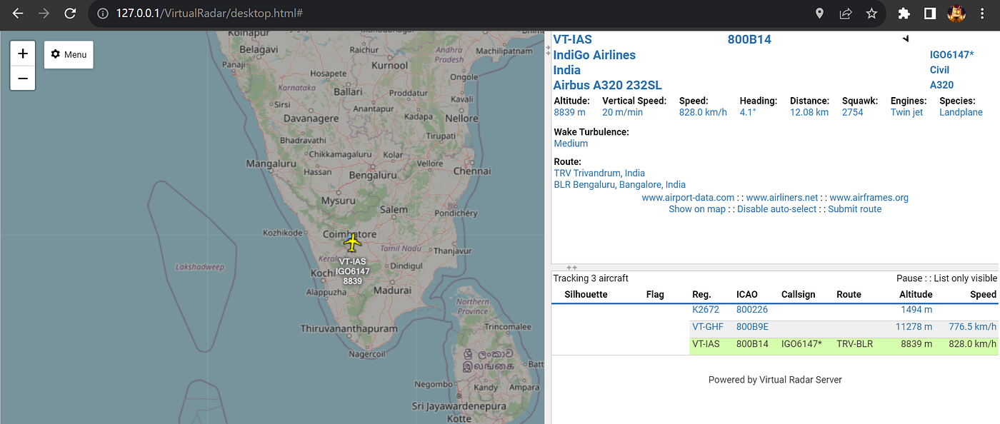 127.0.0.1/VirtualRadar/desktop.html#
+
Menu
−
Kolhapur
Belagavi
Panaji
Raichur
Kurnool
Andhra
Pradesh
Machilipatnam
Hosapete
Ongole
Karnataka
Ballari
Proddatur
Kavali
Sirsi
Anantapur
Davanagere
Kadapa
Nellore
Bhadravathi
Tirupati
Chikkamagaluru
Kolar
Mangaluru
Hassan
Bengaluru
Vellore
Chennai
Mysuru
Salem
Pondichéry
Kozhikode
Coimbatore
Lakshadweep
Kerala
Tamil Nadu
Thanjavur
VT-IAS
IGO6147
8839
Kochi
Dindigul
Alappuzha
Madurai
Northern
Province
Thiruvananthapuram
Trincomalee
Nagercoil
ශ්‍රී ලංකාව
இலங்கை
Batt
Negombo
Kandy
Ampara
Sri Jayawardenepura
Kotte
VT-IAS 800B14
IndiGo Airlines IGO6147*
India Civil
Airbus A320 232SL A320
Altitude: Vertical Speed: Speed: Heading: Distance: Squawk: Engines: Species:
8839 m 20 m/min 828.0 km/h 4.1° 12.08 km 2754 Twin jet Landplane
Wake Turbulence:
Medium
Route:
TRV Trivandrum, India
BLR Bengaluru, Bangalore, India
www.airport-data.com : : www.airliners.net : : www.airframes.org
Show on map : : Disable auto-select : : Submit route
Tracking 3 aircraft Pause : : List only visible
Silhouette Flag Reg. ICAO Callsign Route Altitude Speed
K2672 800226 1494 m
VT-GHF 800B9E 11278 m 776.5 km/h
VT-IAS 800B14 IGO6147* TRV-BLR 8839 m 828.0 km/h
Powered by Virtual Radar Server